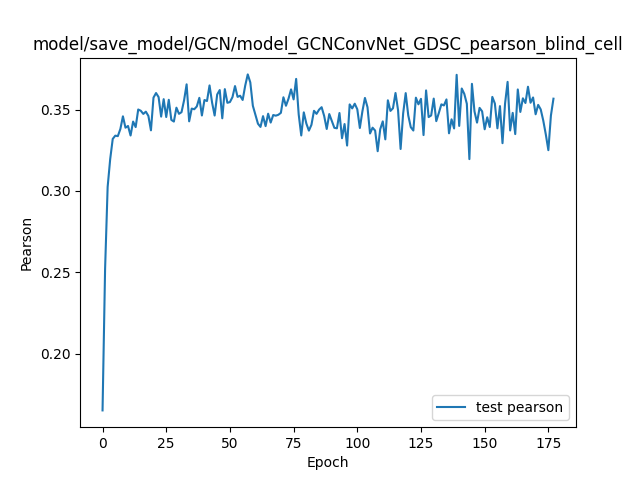 model/save_model/GCN/model_GCNConvNet_GDSC_pearson_blind_cell
0.35
0.30
0.25
0.20
Pearson
test pearson
0 25 50 75 100 125 150 175
Epoch